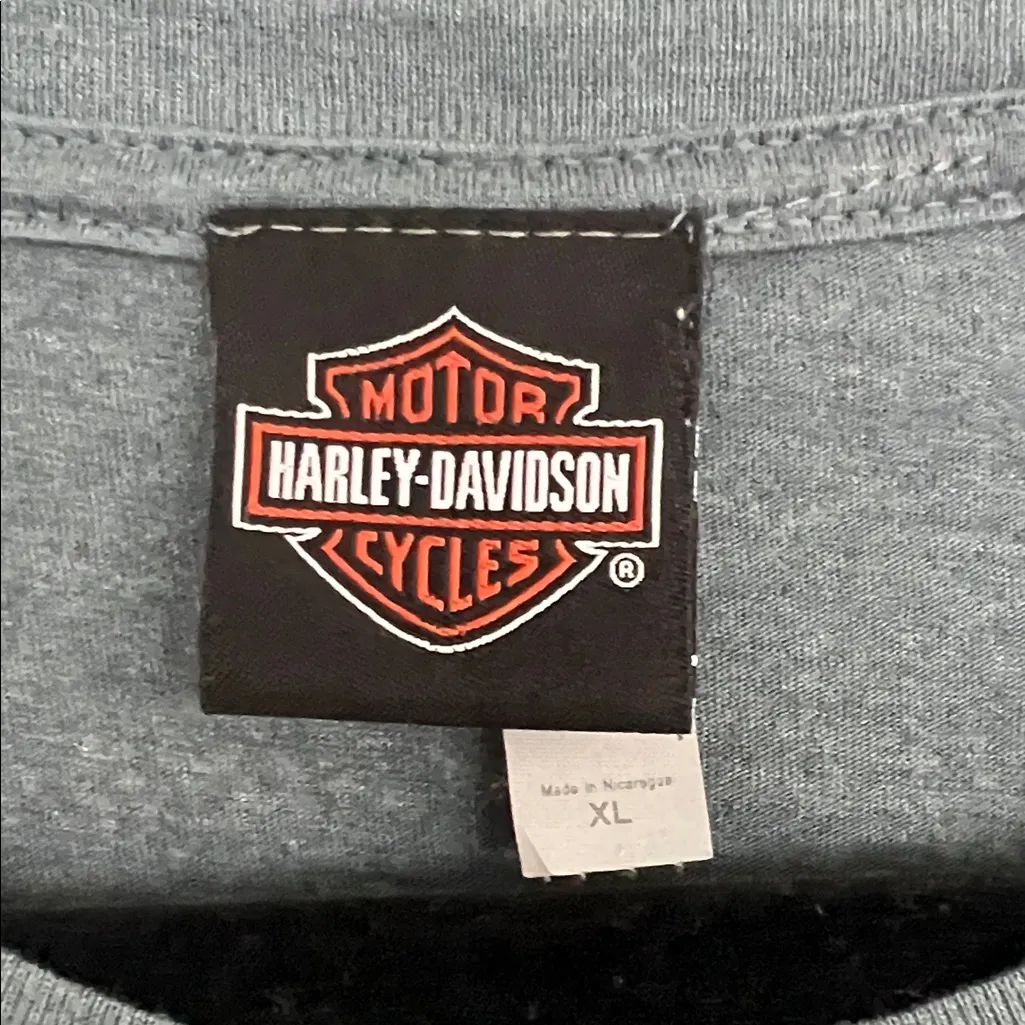 MOTOR
HARLEY-DAVIDSON
CYCLES
®
Made in Nicaragua
XL